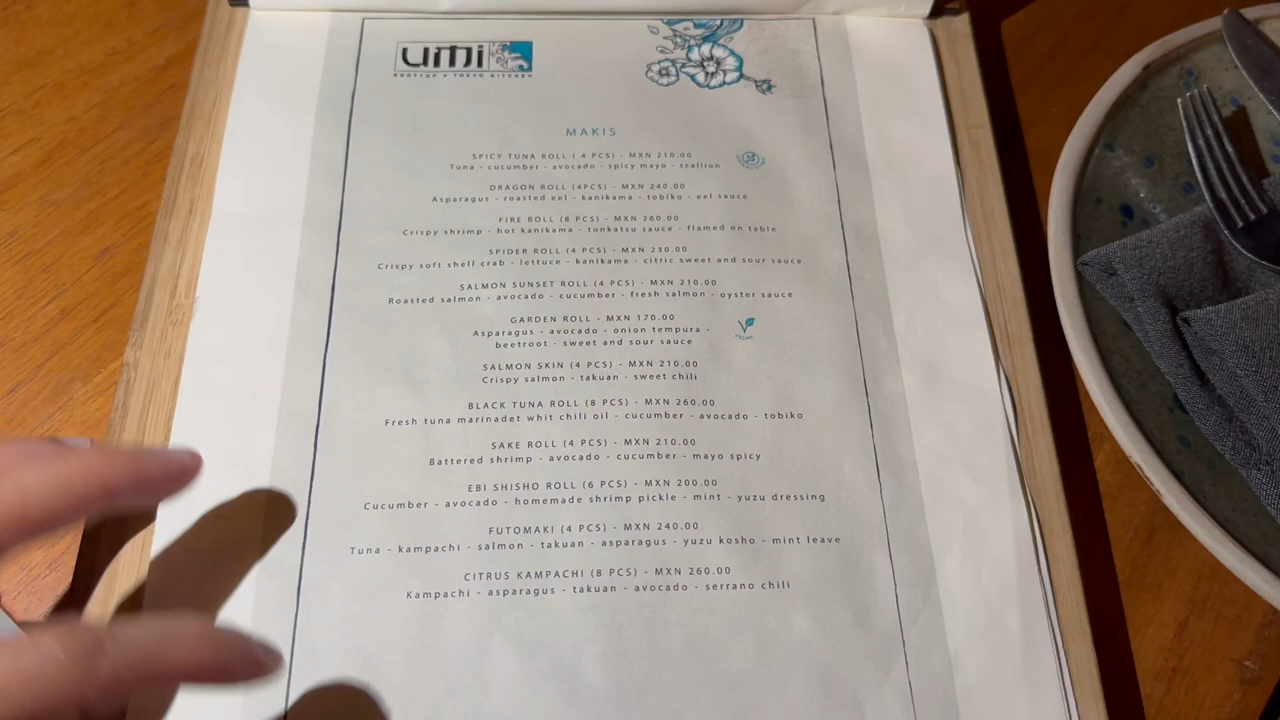 umi
ROOFTOP • TOKYO KITCHEN
MAKIS
SPICY TUNA ROLL ( 4 PCS) - MXN 210.00
Tuna - cucumber - avocado - spicy mayo - scallion
DRAGON ROLL (4PCS) - MXN 240.00
Asparagus - roasted eel - kanikama - tobiko - eel sauce
FIRE ROLL (8 PCS) - MXN 260.00
Crispy shrimp - hot kanikama - tonkatsu sauce - flamed on table
SPIDER ROLL (4 PCS) - MXN 230.00
Crispy soft shell crab - lettuce - kanikama - citric sweet and sour sauce
SALMON SUNSET ROLL (4 PCS) - MXN 210.00
Roasted salmon - avocado - cucumber - fresh salmon - oyster sauce
GARDEN ROLL - MXN 170.00
Asparagus - avocado - onion tempura -
beetroot - sweet and sour sauce
VEGAN
SALMON SKIN (4 PCS) - MXN 210.00
Crispy salmon - takuan - sweet chili
BLACK TUNA ROLL (8 PCS) - MXN 260.00
Fresh tuna marinadet whit chili oil - cucumber - avocado - tobiko
SAKE ROLL (4 PCS) - MXN 210.00
Battered shrimp - avocado - cucumber - mayo spicy
EBI SHISHO ROLL (6 PCS) - MXN 200.00
Cucumber - avocado - homemade shrimp pickle - mint - yuzu dressing
FUTOMAKI (4 PCS) - MXN 240.00
Tuna - kampachi - salmon - takuan - asparagus - yuzu kosho - mint leave
CITRUS KAMPACHI (8 PCS) - MXN 260.00
Kampachi - asparagus - takuan - avocado - serrano chili